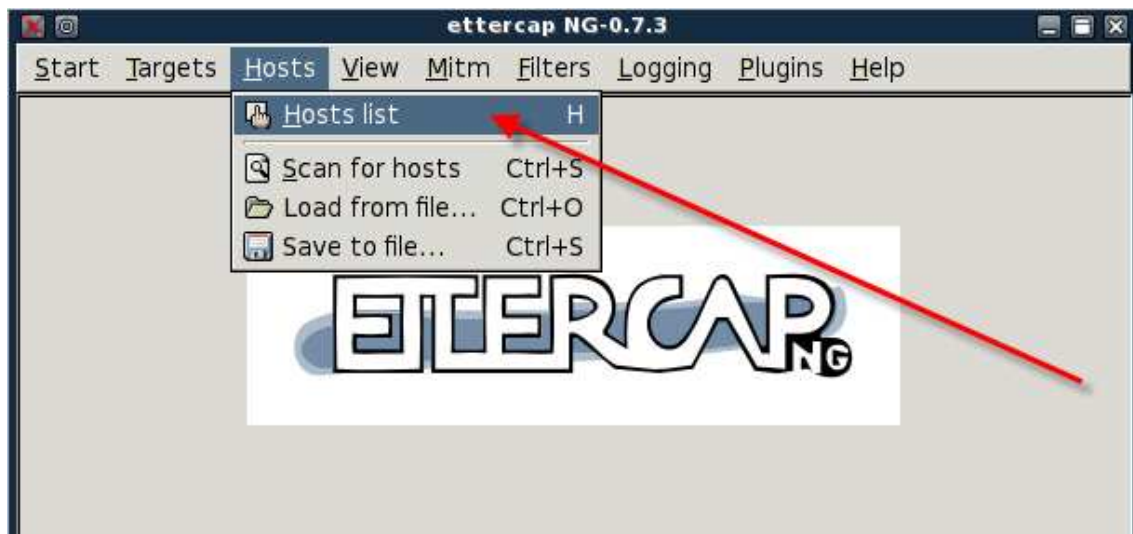 ettercap NG-0.7.3
Start Targets Hosts View Mitm Filters Logging Plugins Help
Hosts list H
Scan for hosts Ctrl+S
Load from file... Ctrl+O
Save to file... Ctrl+S
ETTERCAP
NG